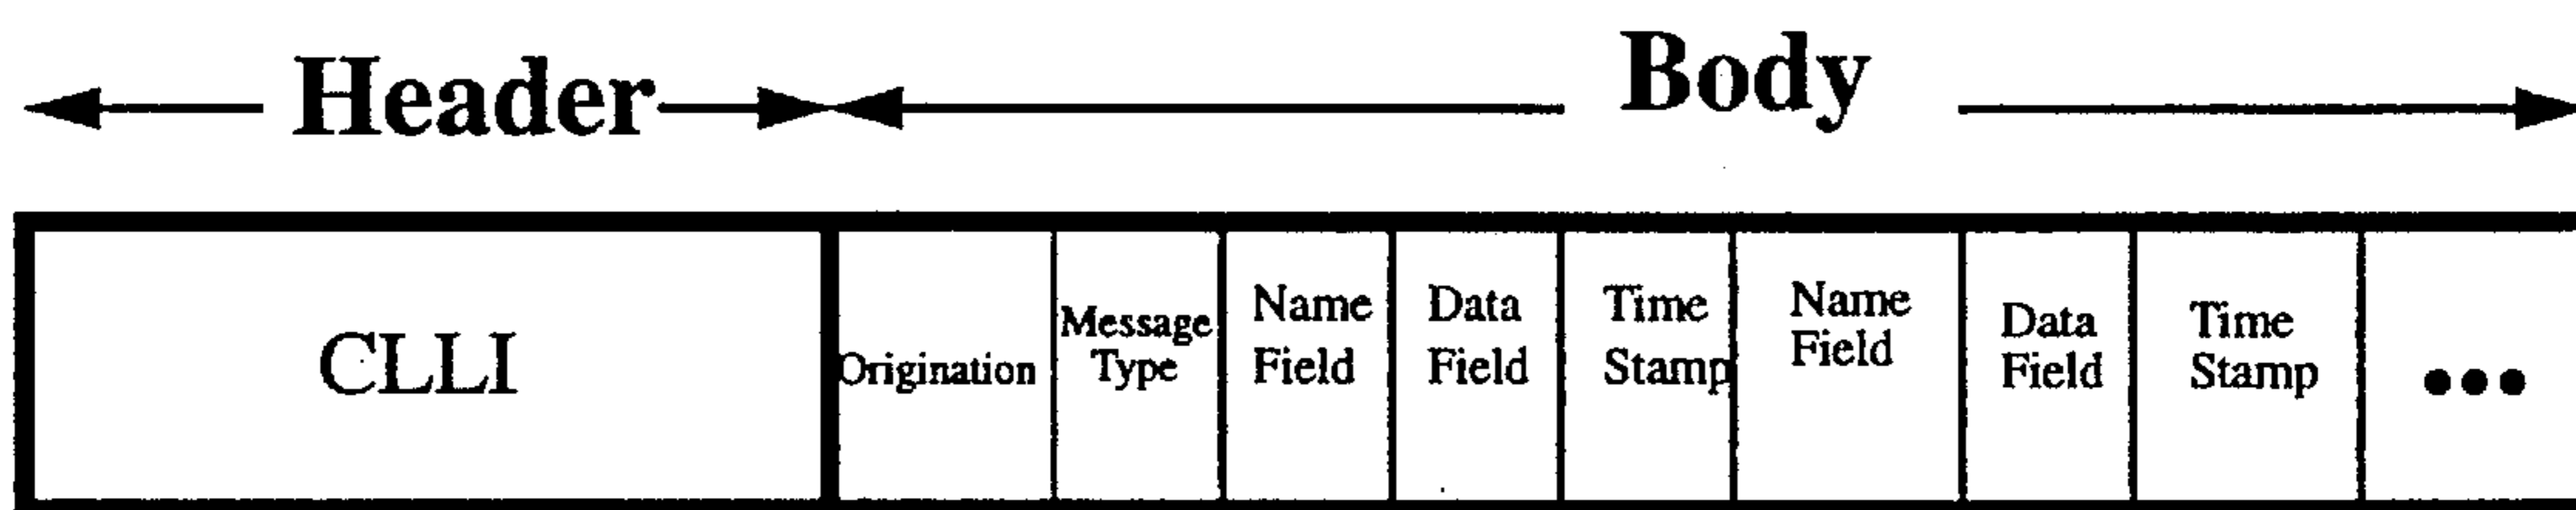 Header
Body
CLLI
Origination
Message
Type
Name
Field
Data
Field
Time
Stamp
Name
Field
Data
Field
Time
Stamp
•••